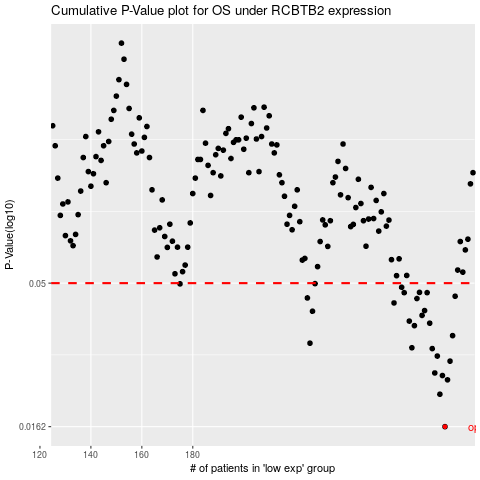 Cumulative P-Value plot for OS under RCBTB2 expression
P-Value(log10)
0.05
0.0162
op
120 140 160 180
# of patients in 'low exp' group